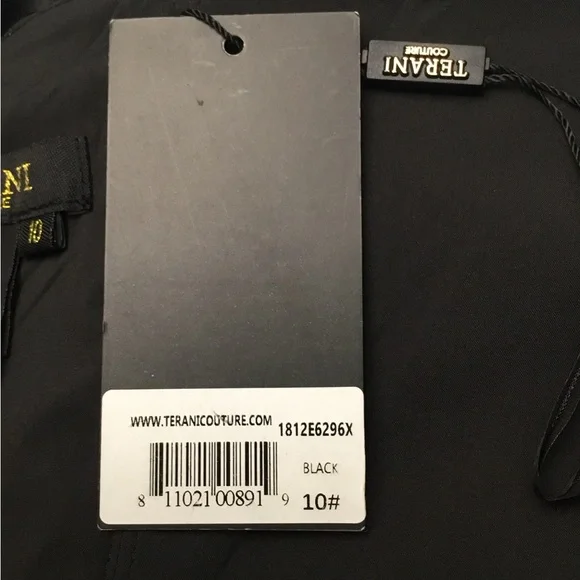 TERANI
COUTURE
NI
E
10
WWW.TERANICOUTURE.COM
1812E6296X
BLACK
8 11021 00891 9
10#